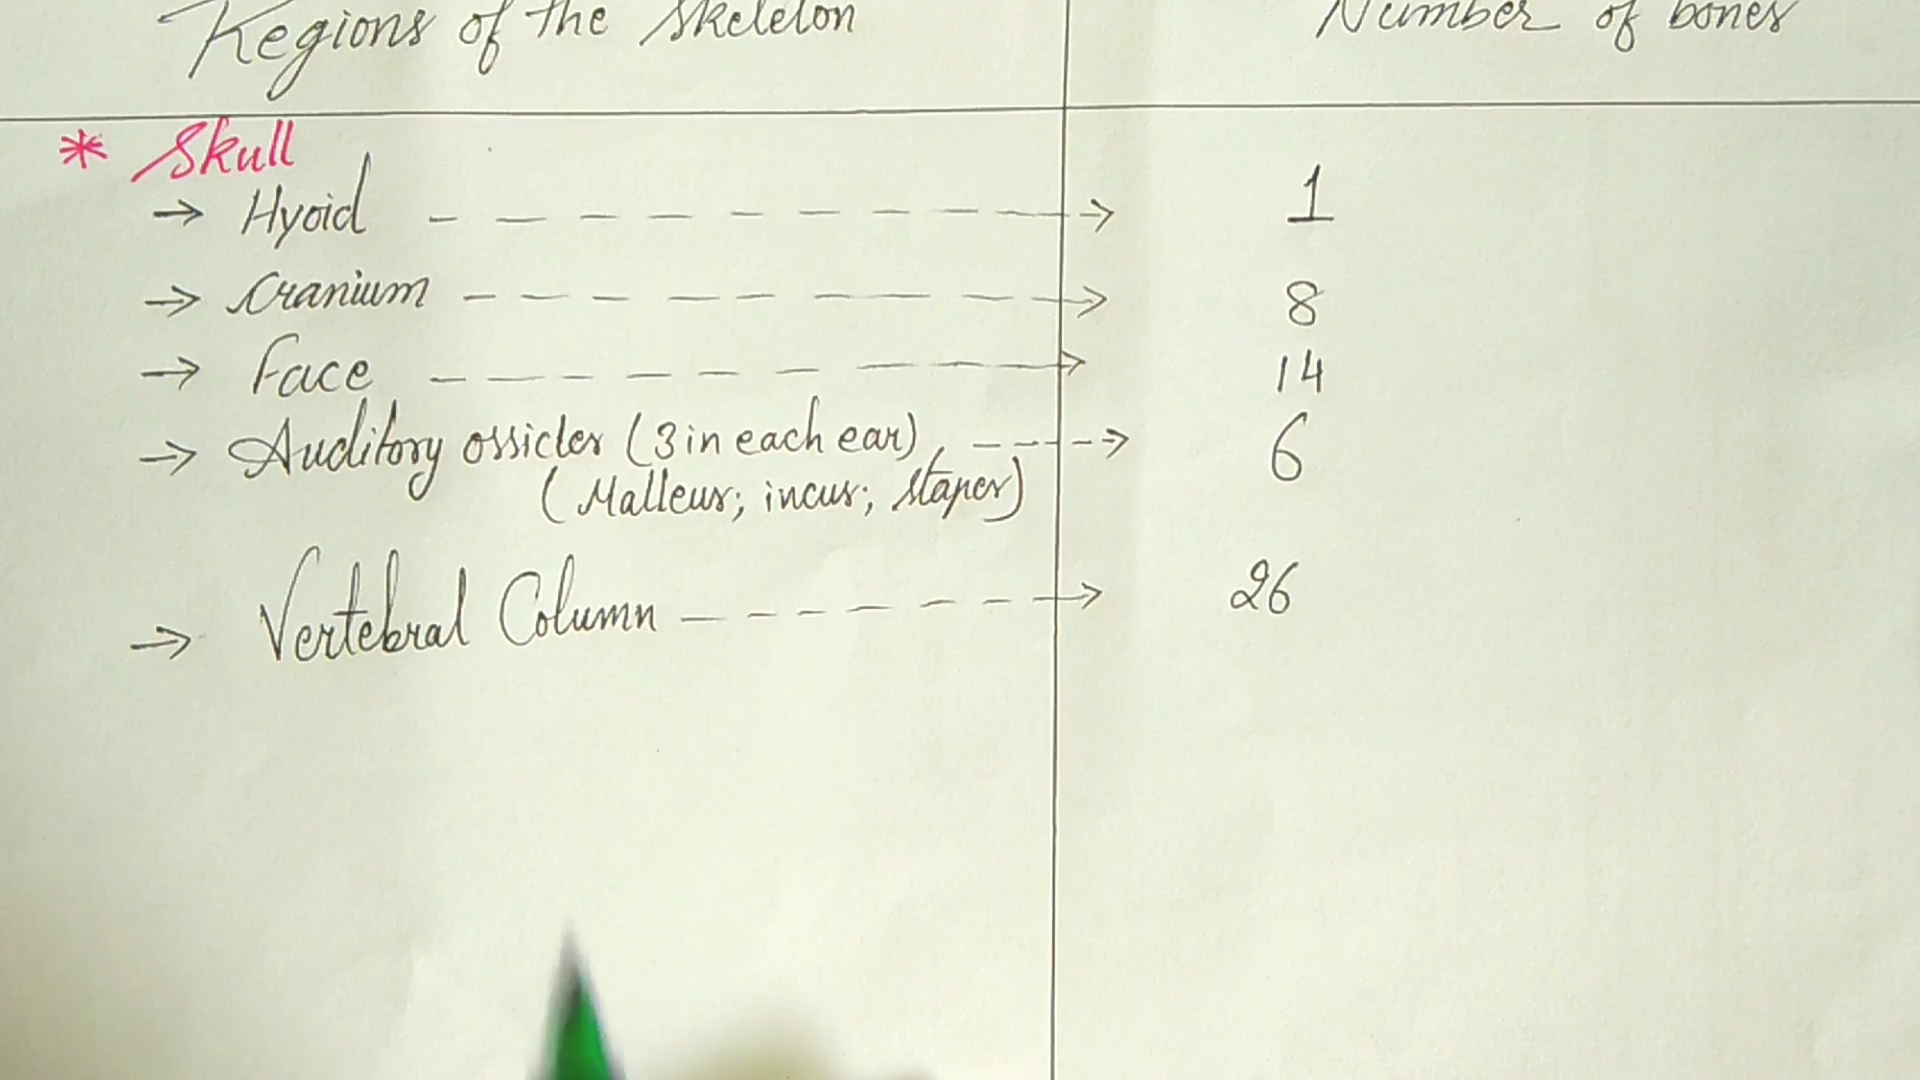 Regions of the Skeleton Number of bones
* Skull
→ Hyoid - - - - - - - - - → 1
→ Cranium - - - - - - - → 8
→ Face - - - - - - - → 14
→ Auditory ossicles (3 in each ear), - - - → 6
(Malleus; incus; stapes)
→ Vertebral Column - - - - - - → 26